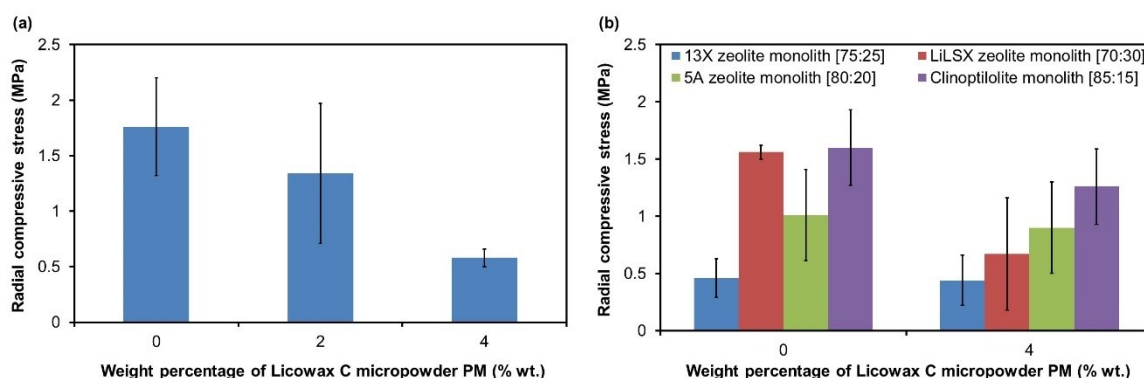 (a)
2.5
2
1.5
1
0.5
0
Radial compressive stress (MPa)
0 2 4
Weight percentage of Licowax C micropowder PM (% wt.)
(b)
2.5
2
1.5
1
0.5
0
Radial compressive stress (MPa)
13X zeolite monolith [75:25] LiLSX zeolite monolith [70:30]
5A zeolite monolith [80:20] Clinoptilolite monolith [85:15]
0 4
Weight percentage of Licowax C micropowder PM (% wt.)